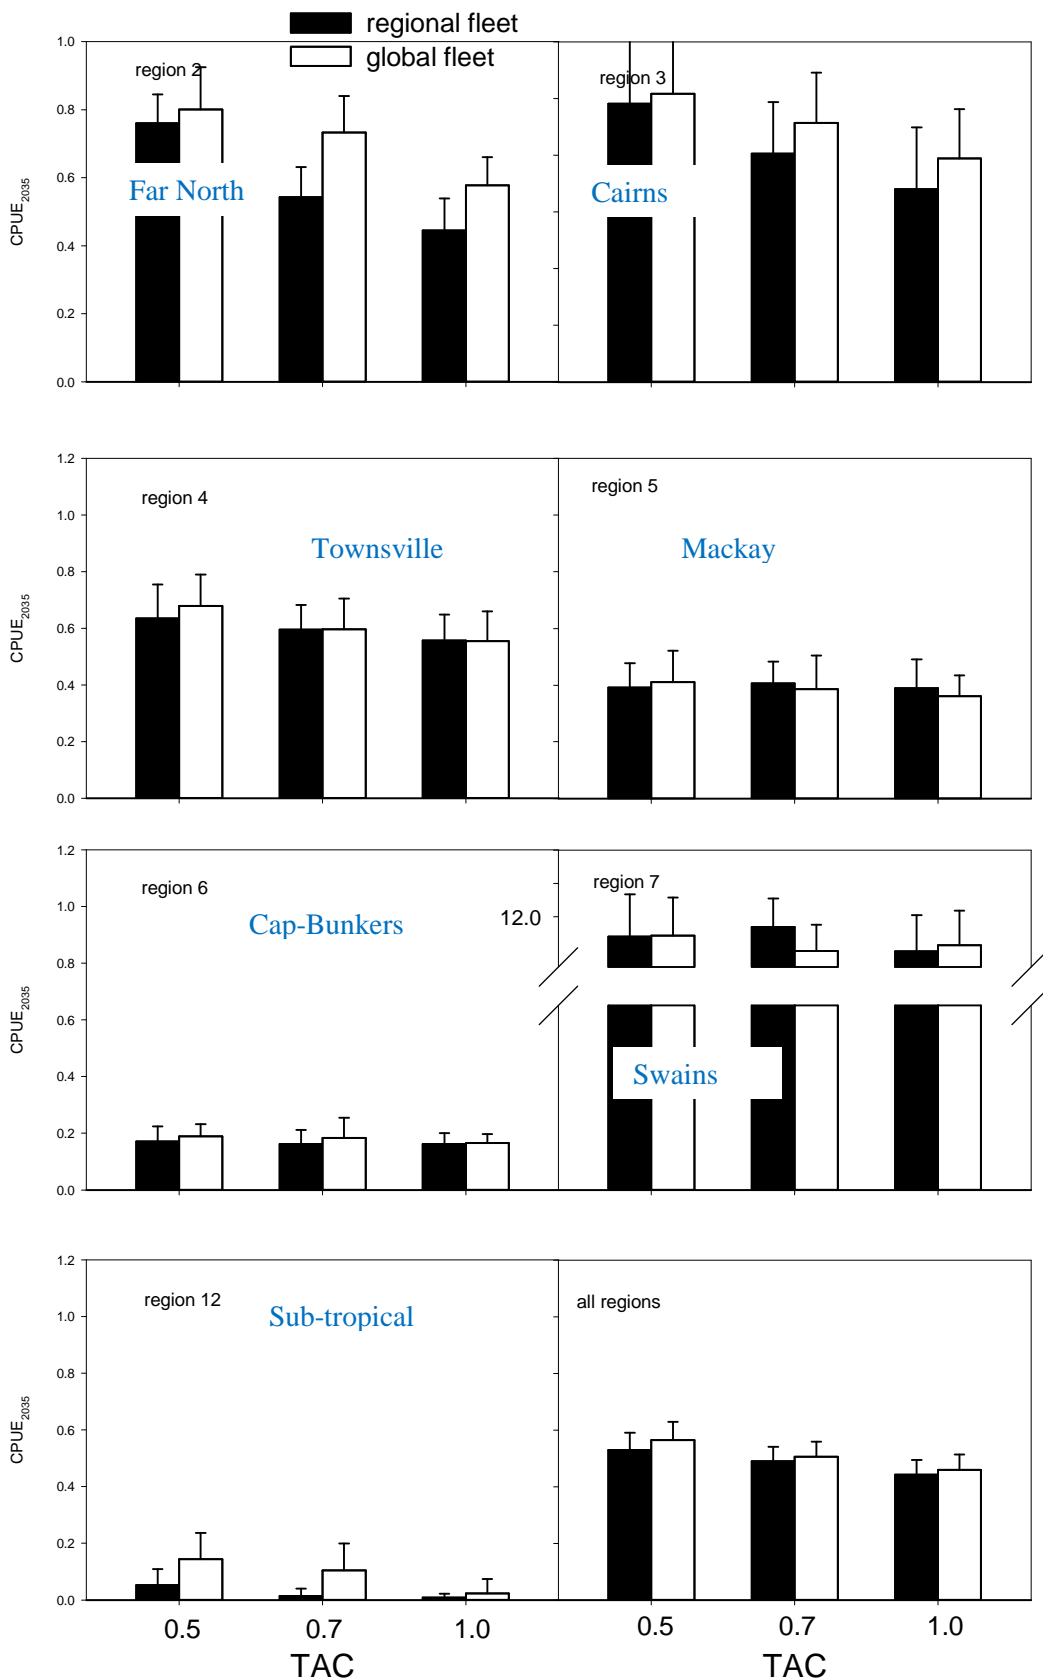 regional fleet
global fleet
1.0
0.8
0.6
0.4
0.2
0.0
CPUE2035
region 2
Far North
region 3
Cairns
1.2
1.0
0.8
0.6
0.4
0.2
0.0
CPUE2035
region 4
Townsville
region 5
Mackay
1.2
1.0
0.8
0.6
0.4
0.2
0.0
CPUE2035
region 6
Cap-Bunkers
12.0
region 7
Swains
1.2
1.0
0.8
0.6
0.4
0.2
0.0
CPUE2035
region 12
Sub-tropical
all regions
0.5 0.7 1.0
TAC
0.5 0.7 1.0
TAC